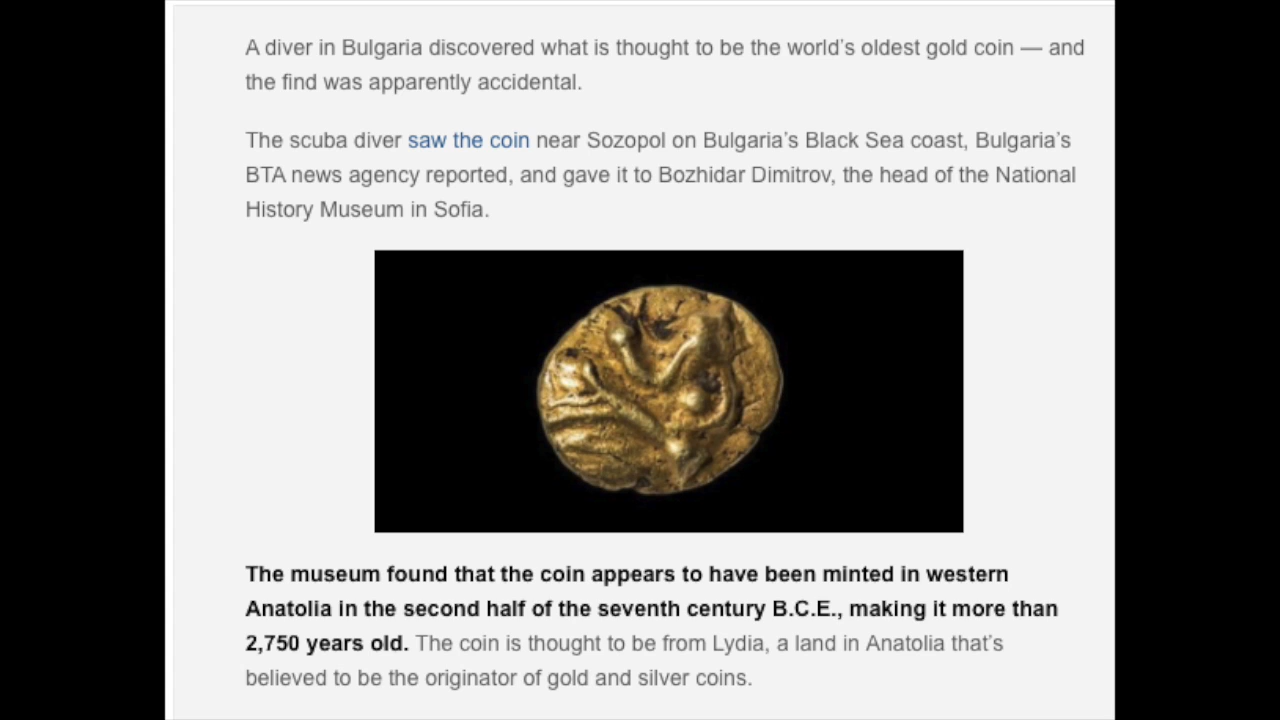 A diver in Bulgaria discovered what is thought to be the world’s oldest gold coin — and
the find was apparently accidental.
The scuba diver saw the coin near Sozopol on Bulgaria’s Black Sea coast, Bulgaria’s
BTA news agency reported, and gave it to Bozhidar Dimitrov, the head of the National
History Museum in Sofia.
The museum found that the coin appears to have been minted in western
Anatolia in the second half of the seventh century B.C.E., making it more than
2,750 years old. The coin is thought to be from Lydia, a land in Anatolia that’s
believed to be the originator of gold and silver coins.